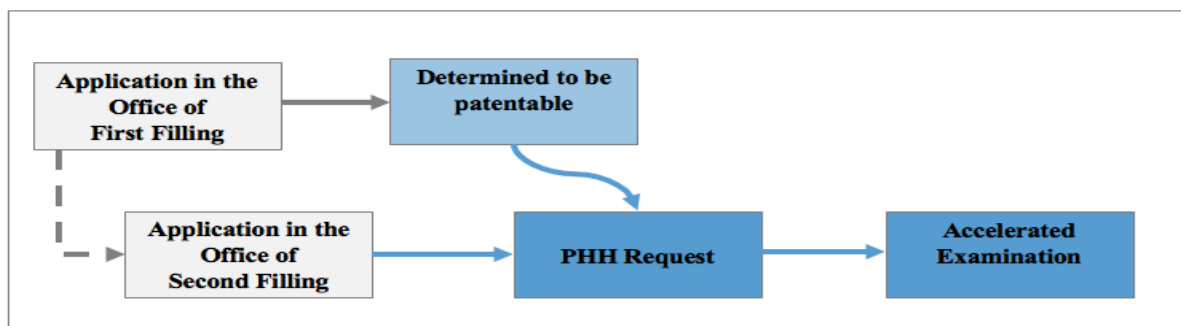 Application in the
Office of
First Filling
Determined to be
patentable
Application in the
Office of
Second Filling
PHH Request
Accelerated
Examination